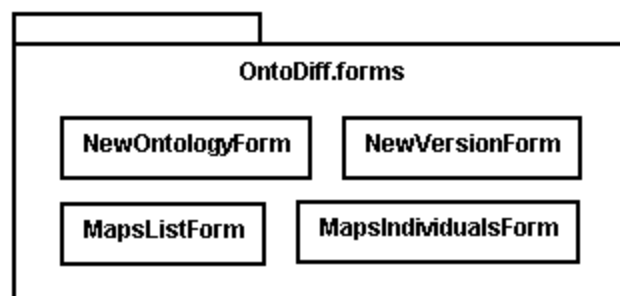 OntoDiff.forms
NewOntologyForm
NewVersionForm
MapsListForm
MapsIndividualsForm